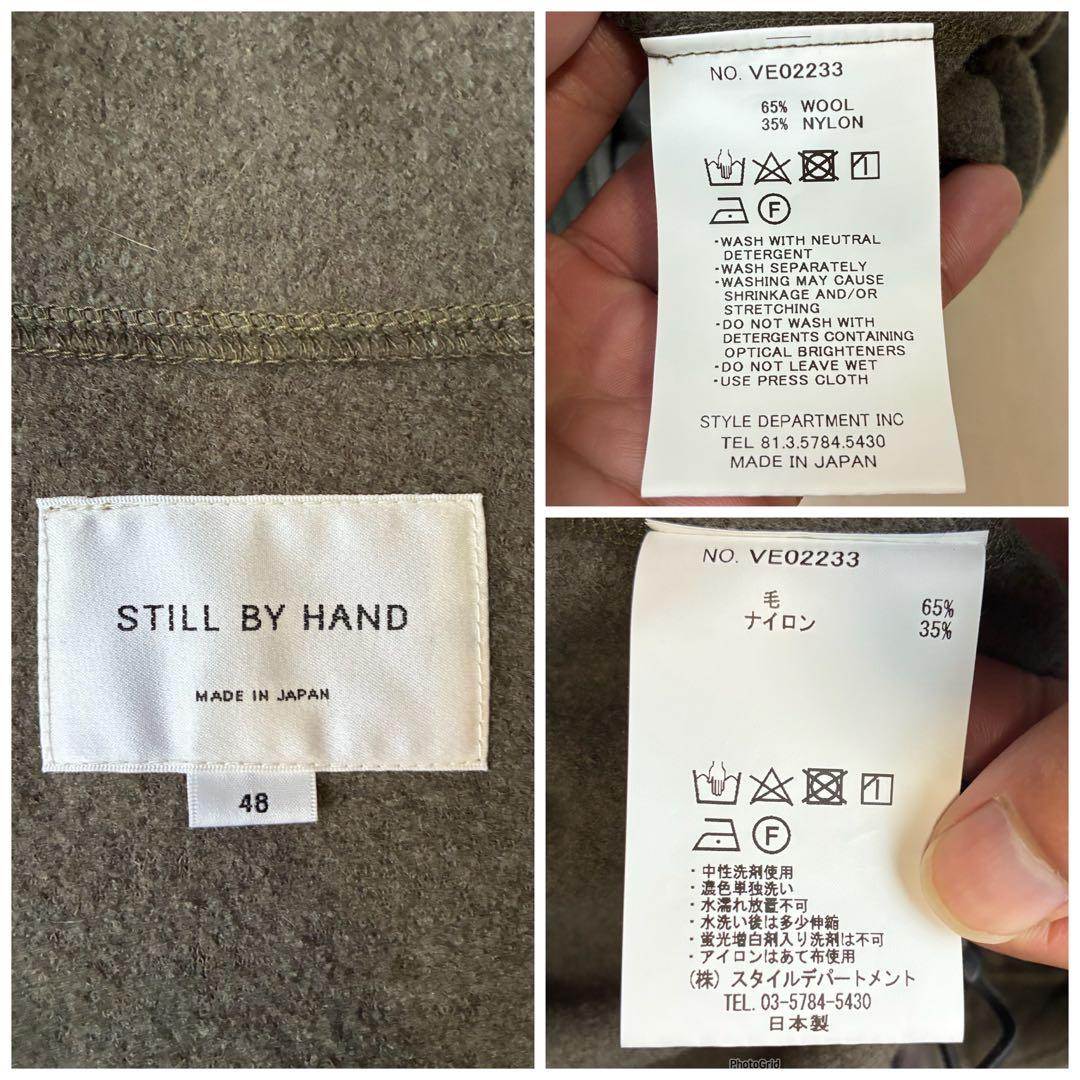 STILL BY HAND
MADE IN JAPAN
48
NO. VE02233
65% WOOL
35% NYLON
F
・WASH WITH NEUTRAL
DETERGENT
・WASH SEPARATELY
・WASHING MAY CAUSE
SHRINKAGE AND/OR
STRETCHING
・DO NOT WASH WITH
DETERGENTS CONTAINING
OPTICAL BRIGHTENERS
・DO NOT LEAVE WET
・USE PRESS CLOTH
STYLE DEPARTMENT INC
TEL 81.3.5784.5430
MADE IN JAPAN
NO. VE02233
毛 65%
ナイロン 35%
F
・中性洗剤使用
・濃色単独洗い
・水濡れ放置不可
・水洗い後は多少伸縮
・蛍光増白剤入り洗剤は不可
・アイロンはあて布使用
(株) スタイルデパートメント
TEL. 03-5784-5430
日本製
PhotoGrid